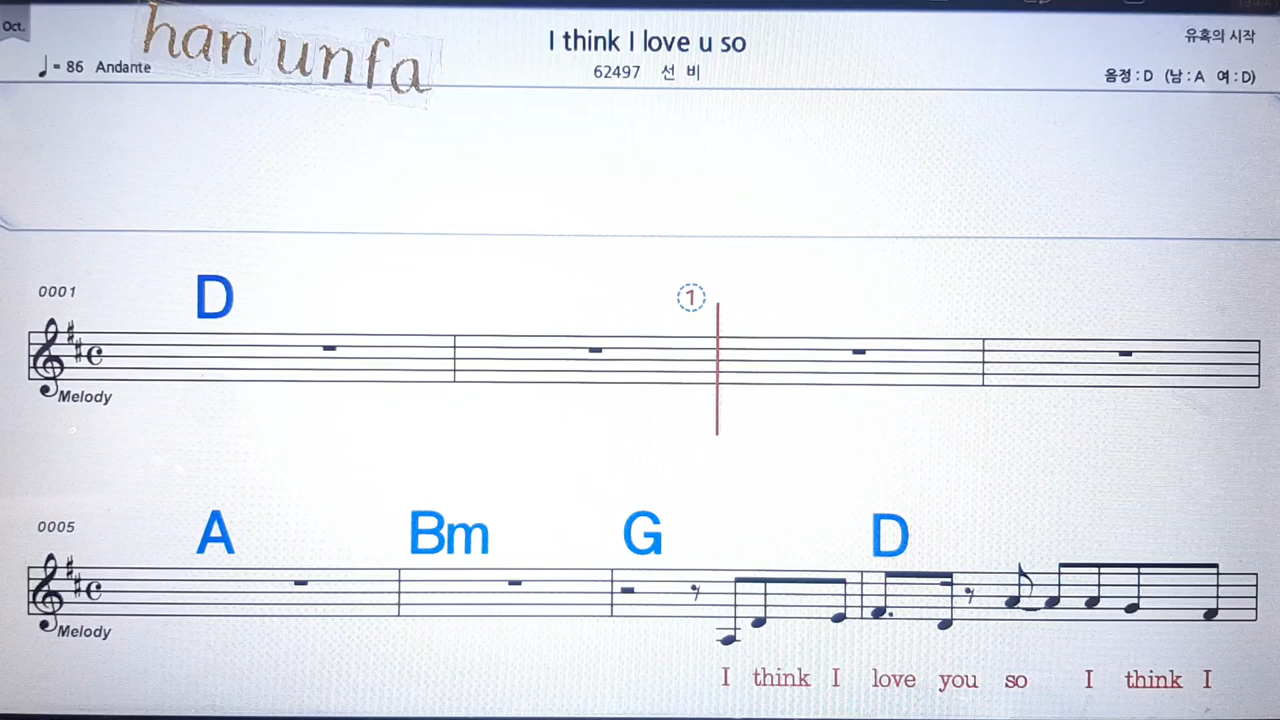 Oct.
han unfa
I think I love u so
유혹의 시작
♩= 86 Andante
62497 선 비
음정 : D (남 : A 여 : D)
0001
D
1
Melody
0005
A Bm G D
Melody
I think I love you so I think I